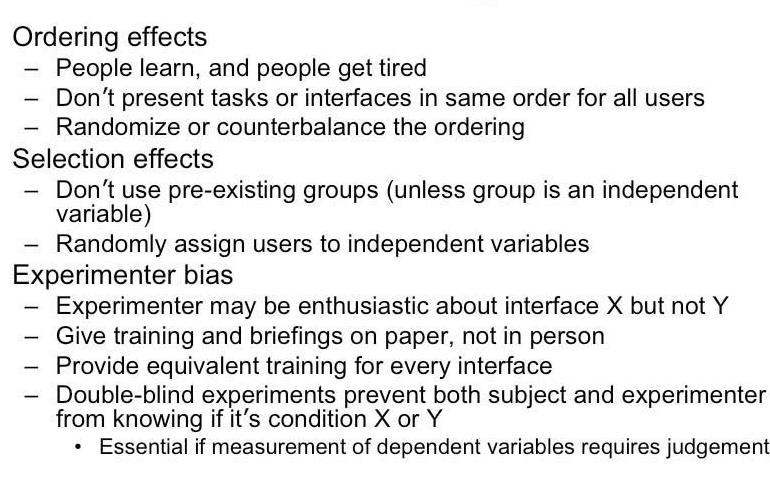 Ordering effects
– People learn, and people get tired
– Don′t present tasks or interfaces in same order for all users
– Randomize or counterbalance the ordering
Selection effects
– Don′t use pre-existing groups (unless group is an independent
variable)
– Randomly assign users to independent variables
Experimenter bias
– Experimenter may be enthusiastic about interface X but not Y
– Give training and briefings on paper, not in person
– Provide equivalent training for every interface
– Double-blind experiments prevent both subject and experimenter
from knowing if it′s condition X or Y
• Essential if measurement of dependent variables requires judgement